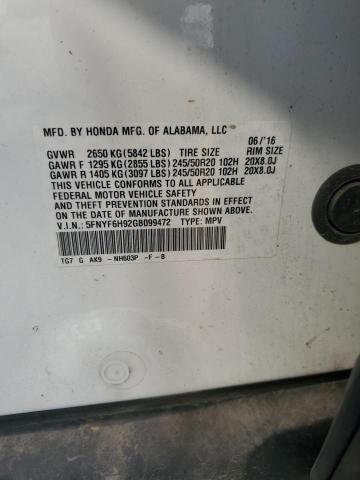 MFD. BY HONDA MFG. OF ALABAMA, LLC 06/'16
GVWR 2650 KG (5842 LBS) TIRE SIZE RIM SIZE
GAWR F 1295 KG (2855 LBS) 245/50R20 102H 20X8.0J
GAWR R 1405 KG (3097 LBS) 245/50R20 102H 20X8.0J
THIS VEHICLE CONFORMS TO ALL APPLICABLE
FEDERAL MOTOR VEHICLE SAFETY
AND THEFT PREVENTION STANDARDS IN EFFECT
ON THE DATE OF MANUFACTURE SHOWN ABOVE.
V.I.N.: 5FNYF6H92GB099472 TYPE: MPV
TG7 G AK9 -NH603P -F-B